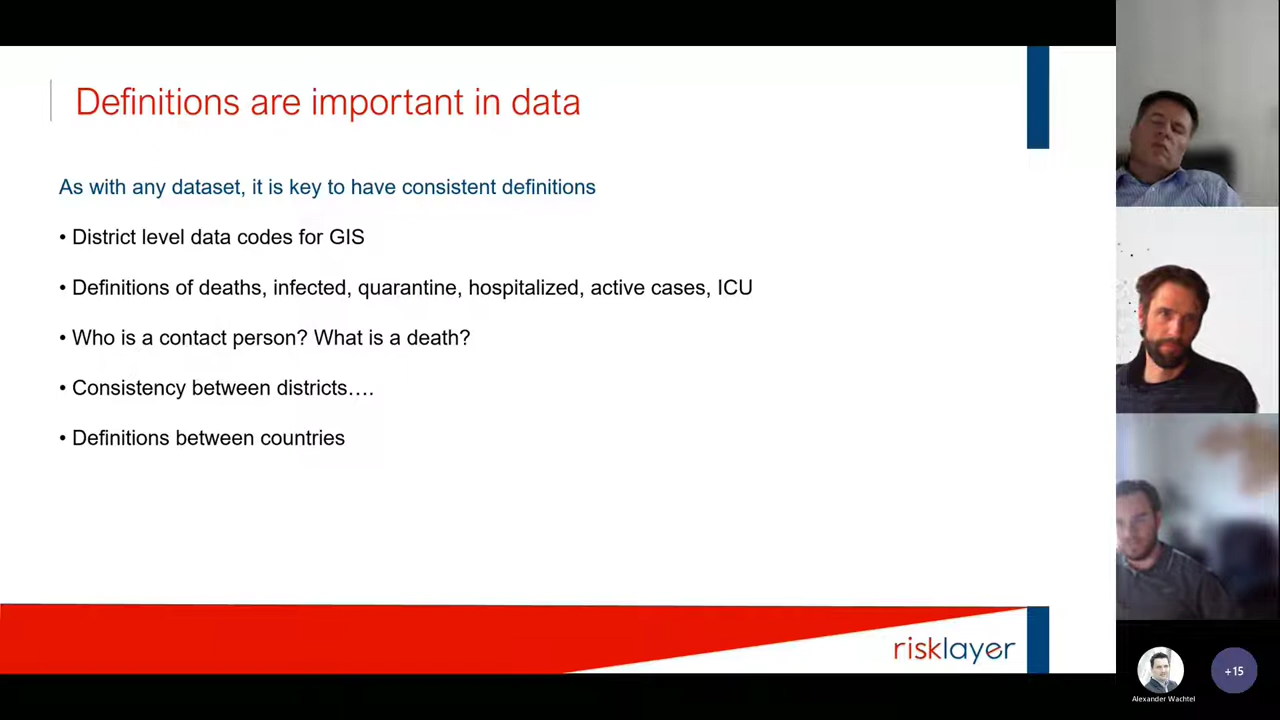 Definitions are important in data
As with any dataset, it is key to have consistent definitions
• District level data codes for GIS
• Definitions of deaths, infected, quarantine, hospitalized, active cases, ICU
• Who is a contact person? What is a death?
• Consistency between districts….
• Definitions between countries
risklayer
Alexander Wachtel
+15